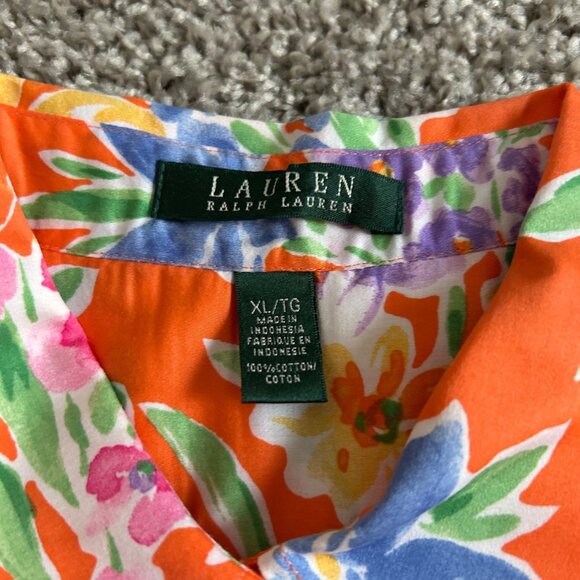 LAUREN
RALPH LAUREN
XL/TG
MADE IN
INDONESIA
FABRIQUE EN
INDONESIE
100%COTTON/
COTON